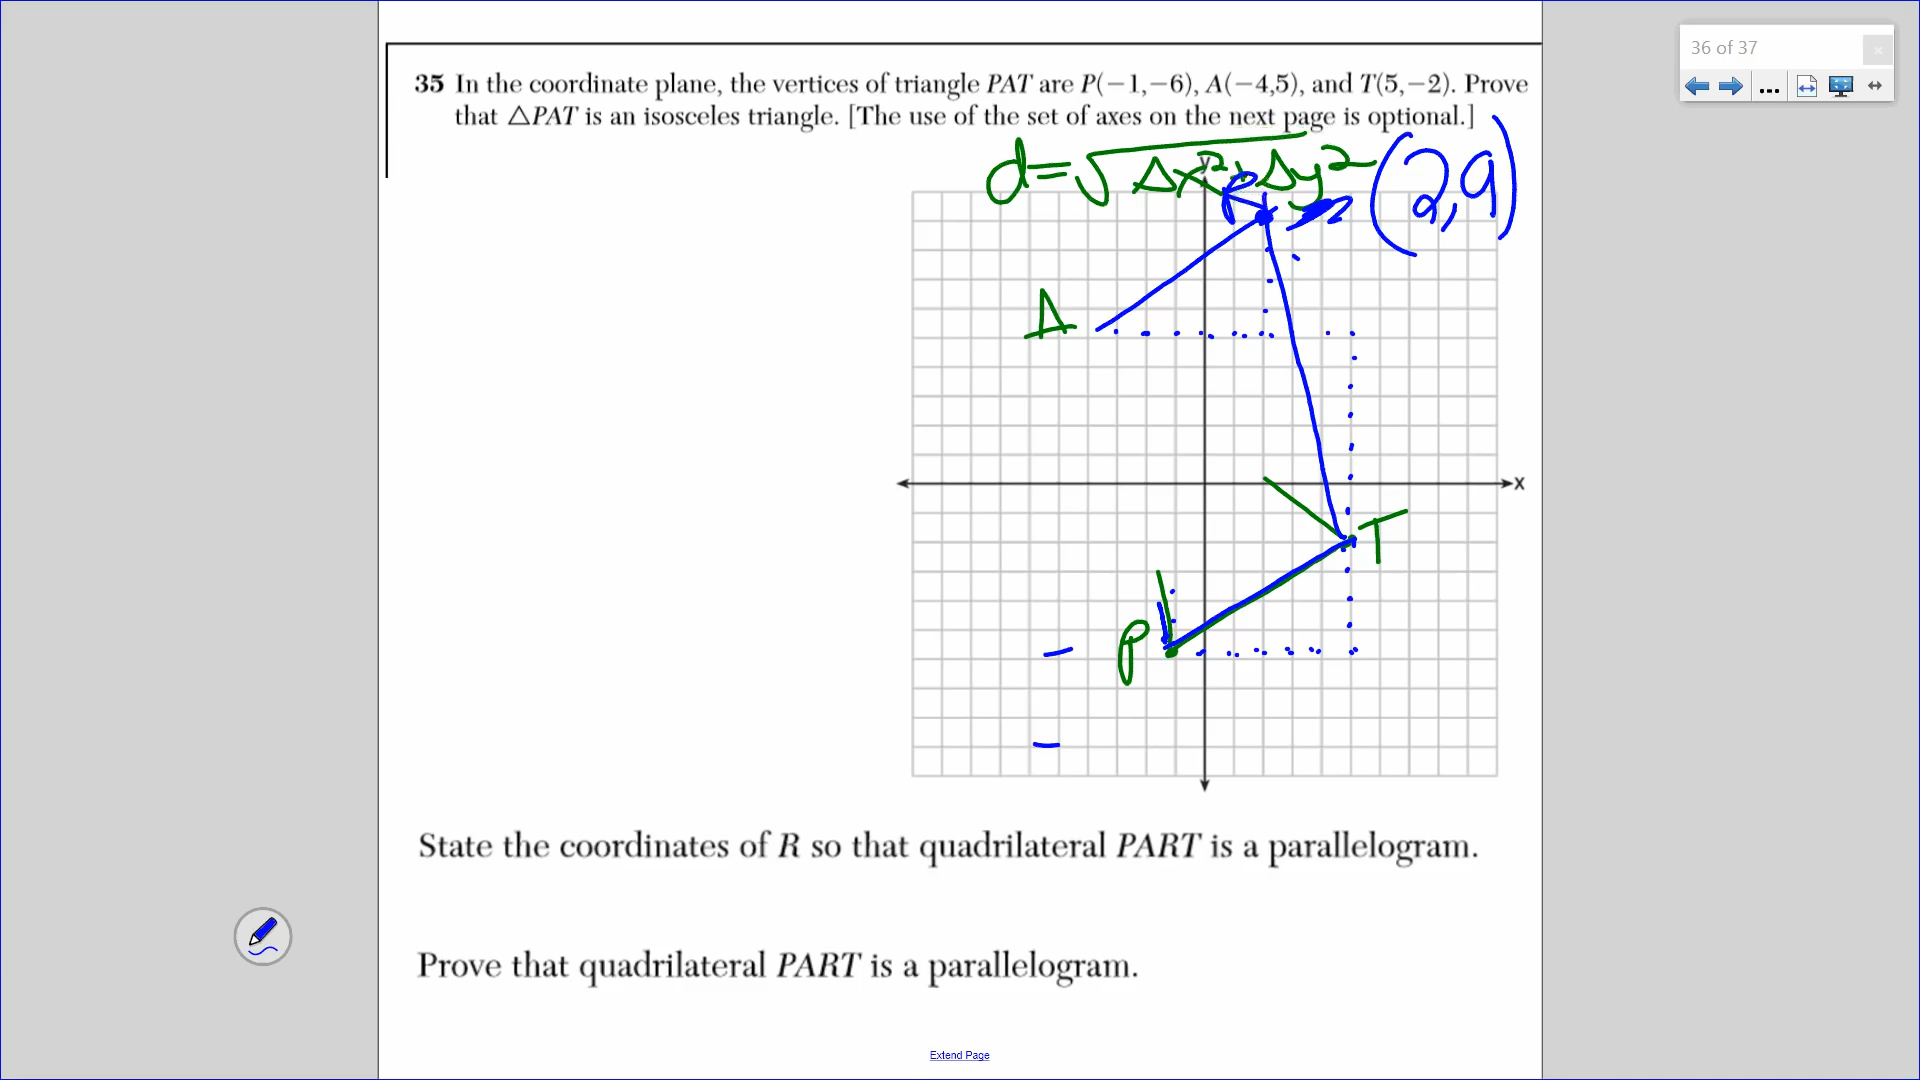 36 of 37
35 In the coordinate plane, the vertices of triangle PAT are P(−1,−6), A(−4,5), and T(5,−2). Prove
that △PAT is an isosceles triangle. [The use of the set of axes on the next page is optional.]
d=√Δx²+Δy²
(2,9)
y
R
A
x
T
P
State the coordinates of R so that quadrilateral PART is a parallelogram.
Prove that quadrilateral PART is a parallelogram.
Extend Page